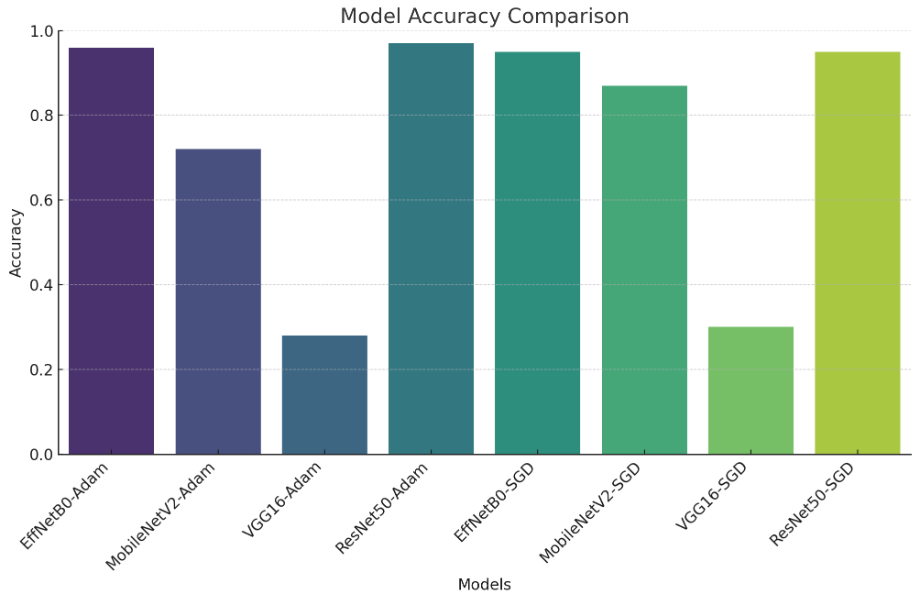 Model Accuracy Comparison
Accuracy
1.0
0.8
0.6
0.4
0.2
0.0
EffNetB0-Adam
MobileNetV2-Adam
VGG16-Adam
ResNet50-Adam
EffNetB0-SGD
MobileNetV2-SGD
VGG16-SGD
ResNet50-SGD
Models